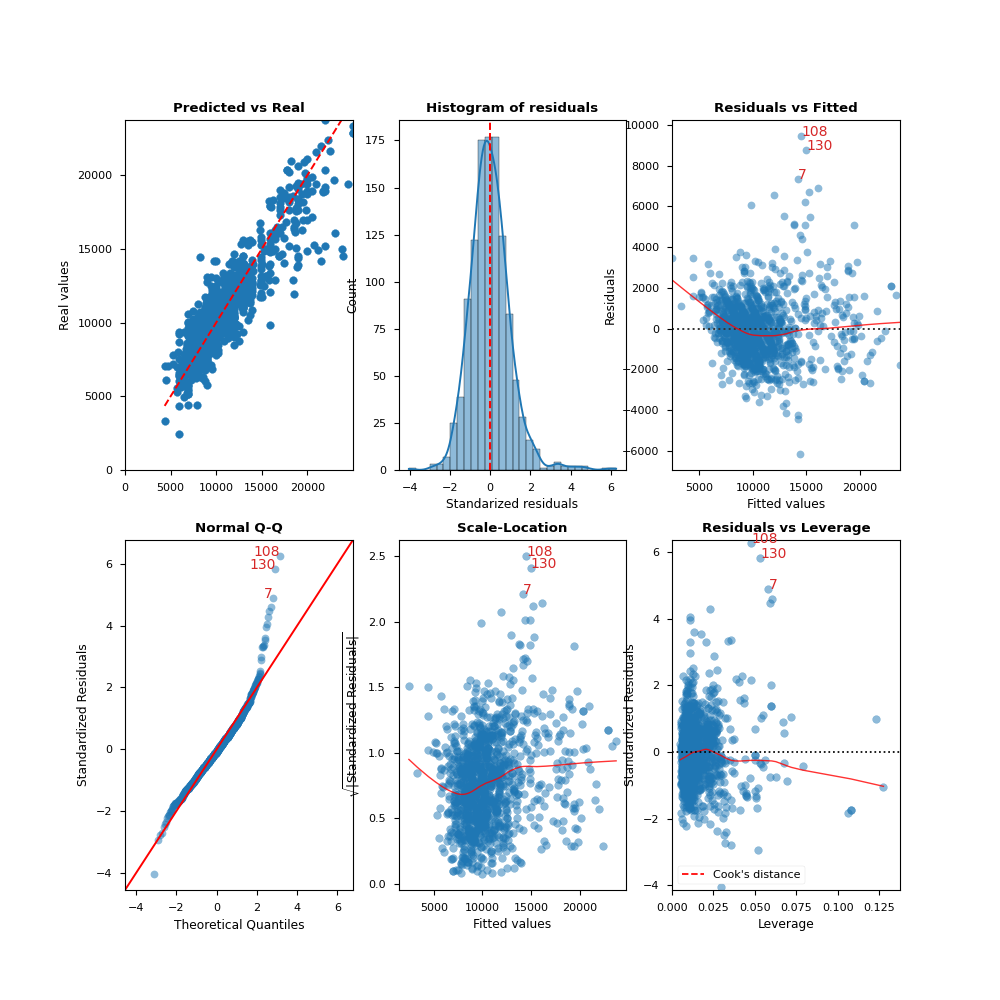 Predicted vs Real
Real values
20000
15000
10000
5000
0
0 5000 10000 15000 20000
Histogram of residuals
Count
175
150
125
100
75
50
25
0
−4 −2 0 2 4 6
Standarized residuals
Residuals vs Fitted
Residuals
10000
8000
6000
4000
2000
0
−2000
−4000
−6000
108
130
7
5000 10000 15000 20000
Fitted values
Normal Q-Q
Standardized Residuals
6
4
2
0
−2
−4
108
130
7
−4 −2 0 2 4 6
Theoretical Quantiles
Scale-Location
√|Standardized Residuals|
2.5
2.0
1.5
1.0
0.5
0.0
108
130
7
5000 10000 15000 20000
Fitted values
Residuals vs Leverage
Standardized Residuals
6
4
2
0
−2
−4
108
130
7
Cook's distance
0.000 0.025 0.050 0.075 0.100 0.125
Leverage